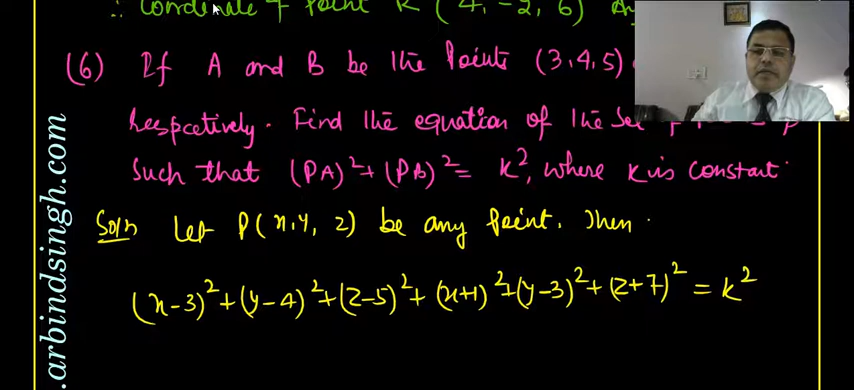 ∴ Coordinate of Point K (4, -2, 6)
(6) If A and B be the Points (3, 4, 5)
respectively. Find the equation of the Set of P
Such that (PA)² + (PB)² = k², where k is constant.
Soln Let P(x, y, z) be any Point. Then
(x-3)² + (y-4)² + (z-5)² + (x+1)² + (y-3)² + (z+7)² = k²
.arbindsingh.com